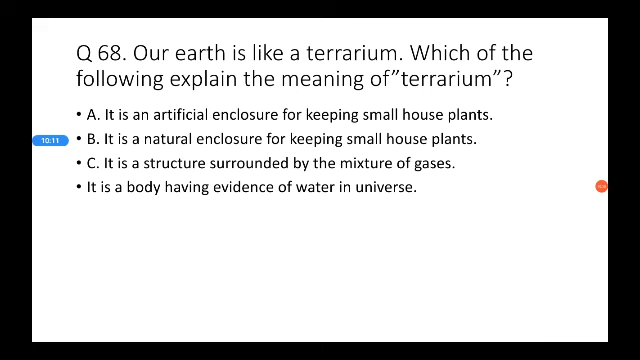 Q 68. Our earth is like a terrarium. Which of the
following explain the meaning of”terrarium”?
• A. It is an artificial enclosure for keeping small house plants.
10:11
• B. It is a natural enclosure for keeping small house plants.
• C. It is a structure surrounded by the mixture of gases.
• It is a body having evidence of water in universe.